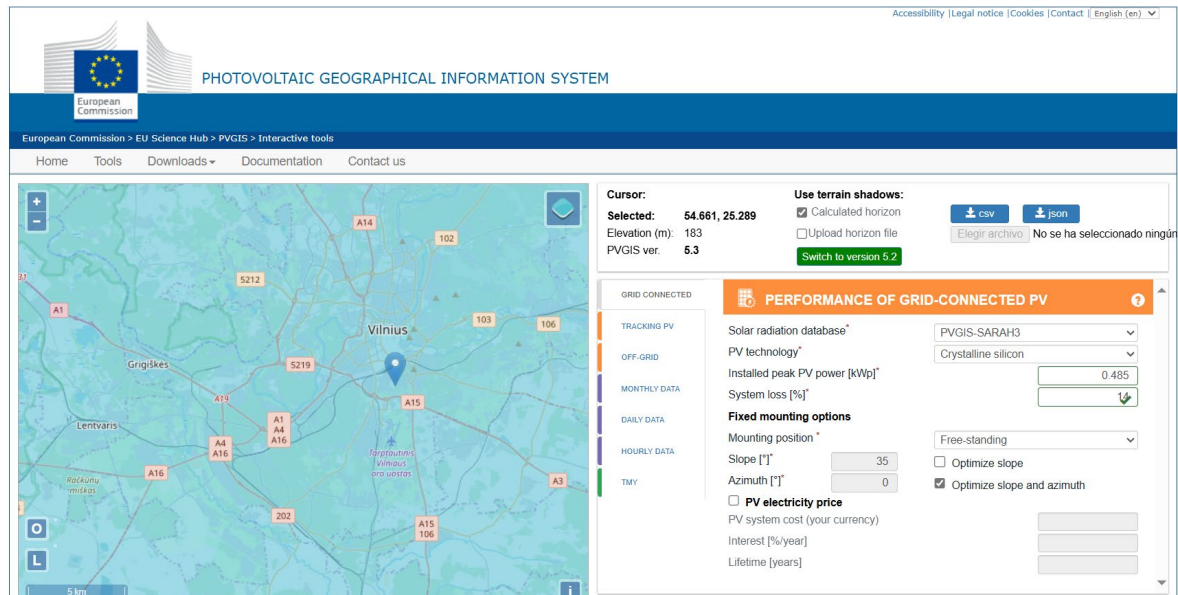 Accessibility |Legal notice |Cookies |Contact | English (en)
PHOTOVOLTAIC GEOGRAPHICAL INFORMATION SYSTEM
European
Commission
European Commission > EU Science Hub > PVGIS > Interactive tools
Home Tools Downloads Documentation Contact us
+
−
A14
102
5212
31
A1
103
106
Vilnius
Grigiškės
5219
A19
A15
Lentvaris
A1
A4
A16
A4
A16
Tarptautinis
Vilniaus
oro uostas
A16
A3
Rackūnų
miškas
202
A15
106
O
L
5 km
i
Cursor:
Selected: 54.661, 25.289
Elevation (m): 183
PVGIS ver. 5.3
Use terrain shadows:
Calculated horizon
Upload horizon file
Switch to version 5.2
csv json
Elegir archivo No se ha seleccionado ningún
GRID CONNECTED
TRACKING PV
OFF-GRID
MONTHLY DATA
DAILY DATA
HOURLY DATA
TMY
PERFORMANCE OF GRID-CONNECTED PV ?
Solar radiation database* PVGIS-SARAH3
PV technology* Crystalline silicon
Installed peak PV power [kWp]* 0.485
System loss [%]* 14
Fixed mounting options
Mounting position * Free-standing
Slope [°]* 35 Optimize slope
Azimuth [°]* 0 Optimize slope and azimuth
PV electricity price
PV system cost (your currency)
Interest [%/year]
Lifetime [years]